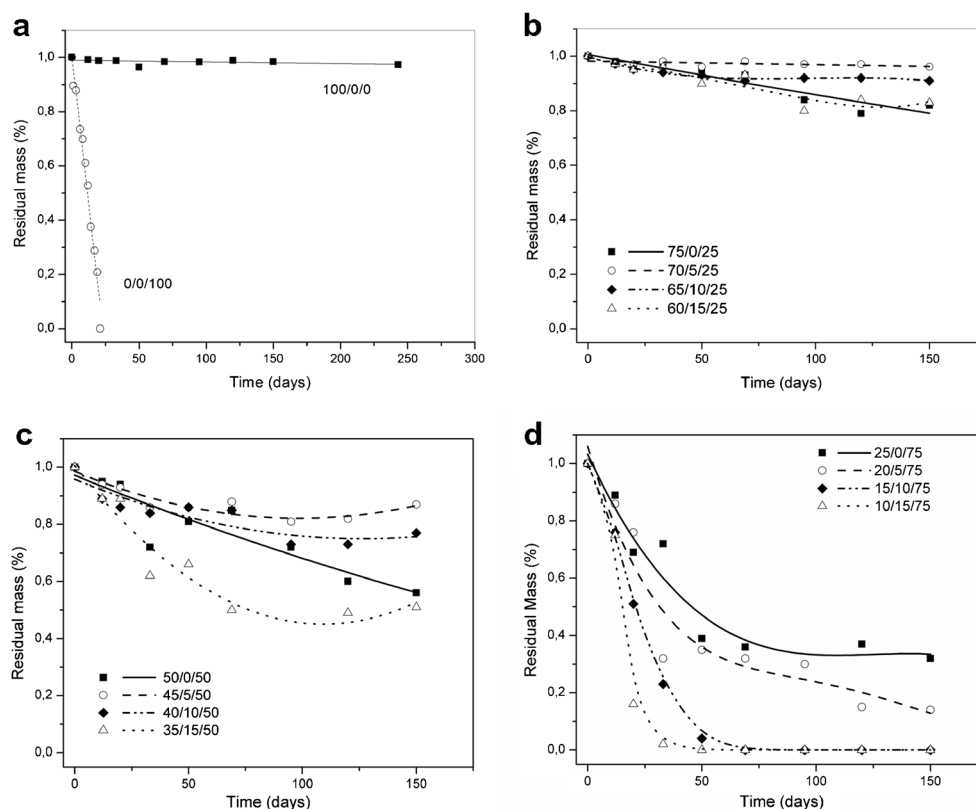 a
Residual mass (%)
1,0
0,8
0,6
0,4
0,2
0,0
100/0/0
0/0/100
0 50 100 150 200 250 300
Time (days)
b
Residual mass (%)
1,0
0,8
0,6
0,4
0,2
0,0
75/0/25
70/5/25
65/10/25
60/15/25
0 50 100 150
Time (days)
c
Residual mass (%)
1,0
0,8
0,6
0,4
0,2
0,0
50/0/50
45/5/50
40/10/50
35/15/50
0 50 100 150
Time (days)
d
Residual Mass (%)
1,0
0,8
0,6
0,4
0,2
0,0
25/0/75
20/5/75
15/10/75
10/15/75
0 50 100 150
Time (days)